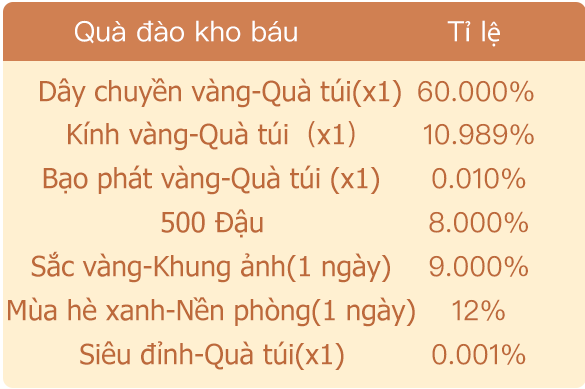 Quà đào kho báu Tỉ lệ
Dây chuyền vàng-Quà túi(x1) 60.000%
Kính vàng-Quà túi（x1） 10.989%
Bạo phát vàng-Quà túi (x1) 0.010%
500 Đậu 8.000%
Sắc vàng-Khung ảnh(1 ngày) 9.000%
Mùa hè xanh-Nền phòng(1 ngày) 12%
Siêu đỉnh-Quà túi(x1) 0.001%